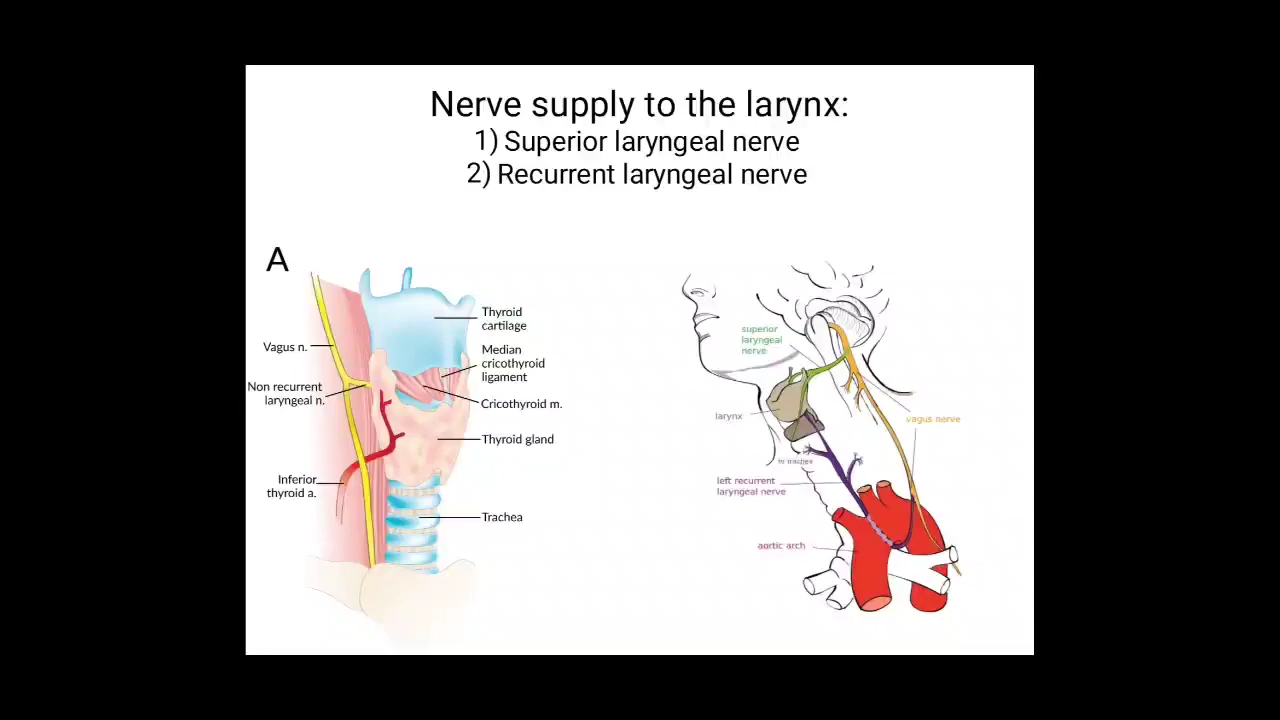 Nerve supply to the larynx:
1) Superior laryngeal nerve
2) Recurrent laryngeal nerve
A
Vagus n.
Non recurrent
laryngeal n.
Inferior
thyroid a.
Thyroid
cartilage
Median
cricothyroid
ligament
Cricothyroid m.
Thyroid gland
Trachea
superior
laryngeal
nerve
larynx
vagus nerve
to trachea
left recurrent
laryngeal nerve
aortic arch